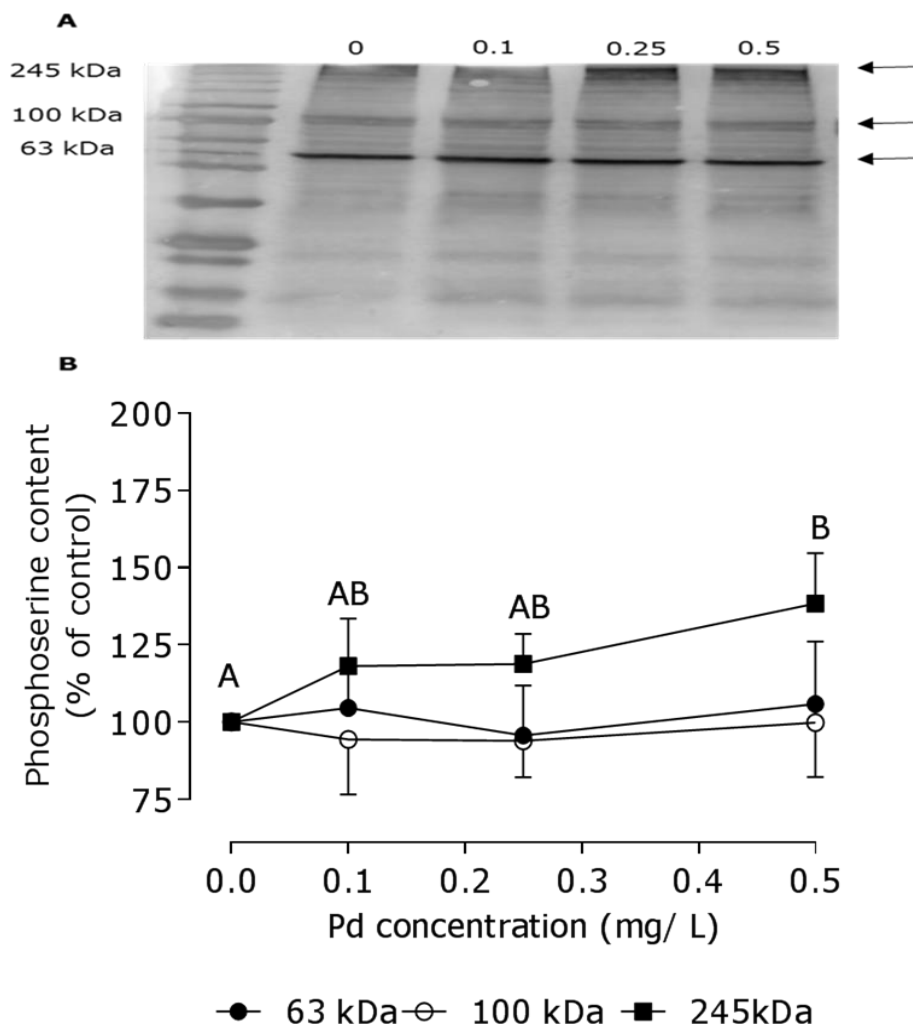 A
0 0.1 0.25 0.5
245 kDa
100 kDa
63 kDa
B
Phosphoserine content
(% of control)
200
175
150
125
100
75
A
AB
AB
B
0.0 0.1 0.2 0.3 0.4 0.5
Pd concentration (mg/ L)
63 kDa 100 kDa 245kDa